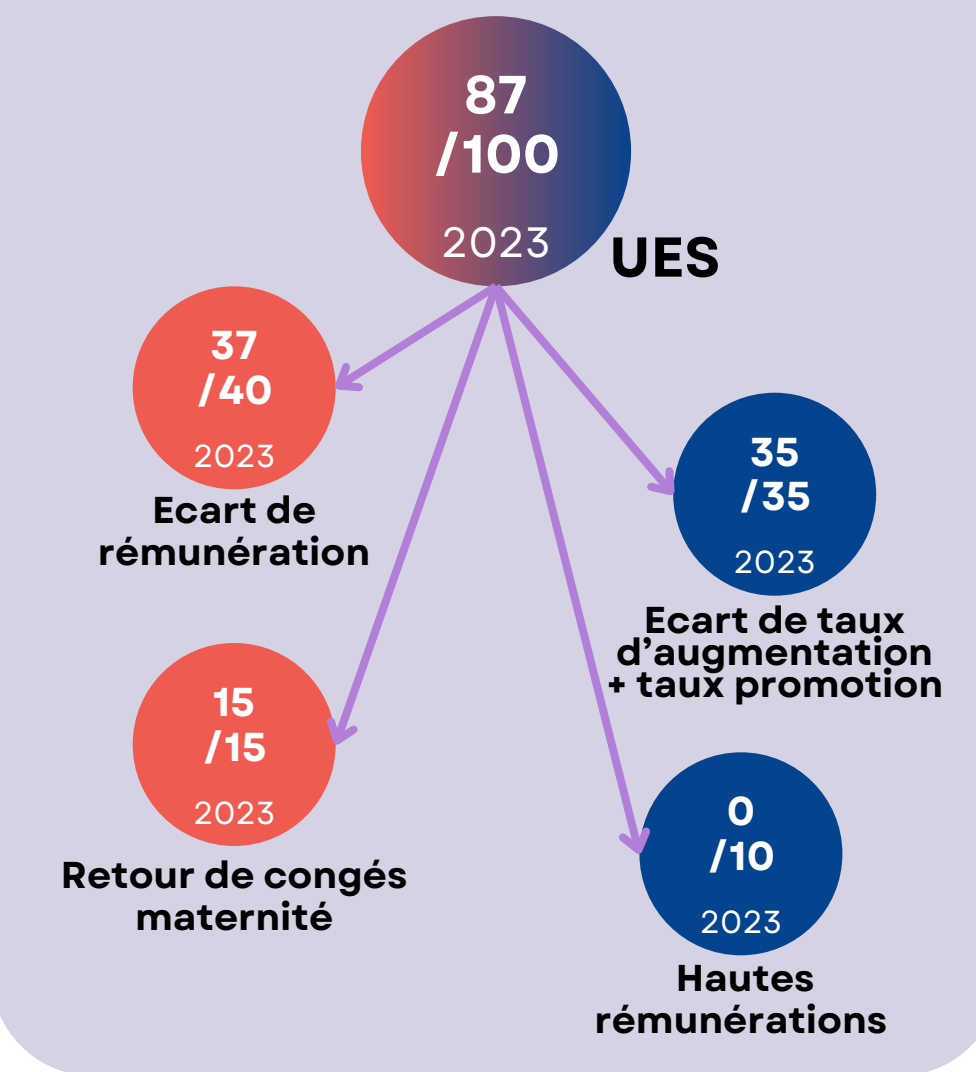 87
/100
2023
UES
37
/40
2023
Ecart de
rémunération
35
/35
2023
Ecart de taux
d’augmentation
+ taux promotion
15
/15
2023
Retour de congés
maternité
0
/10
2023
Hautes
rémunérations